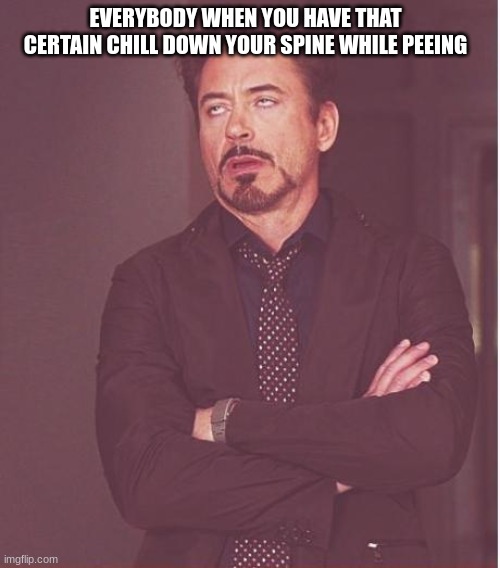 EVERYBODY WHEN YOU HAVE THAT
CERTAIN CHILL DOWN YOUR SPINE WHILE PEEING
imgflip.com